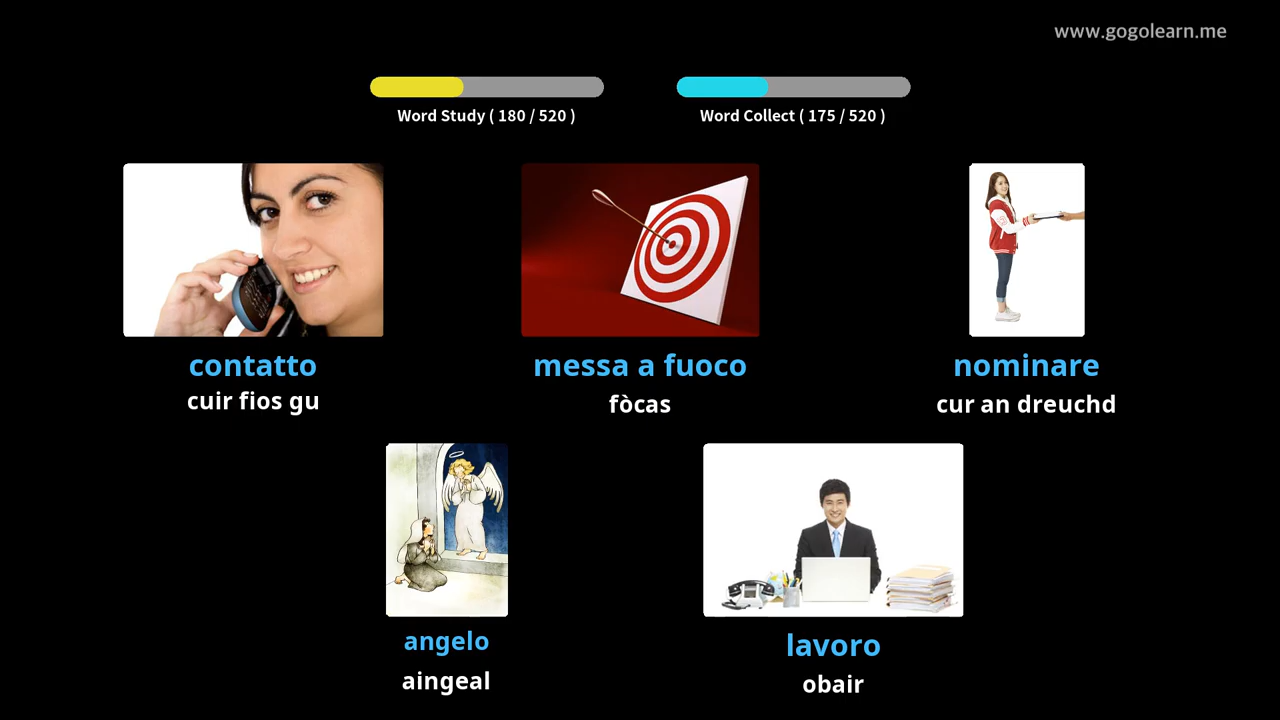 www.gogolearn.me
Word Study ( 180 / 520 )
Word Collect ( 175 / 520 )
contatto
cuir fios gu
messa a fuoco
fòcas
nominare
cur an dreuchd
angelo
aingeal
lavoro
obair